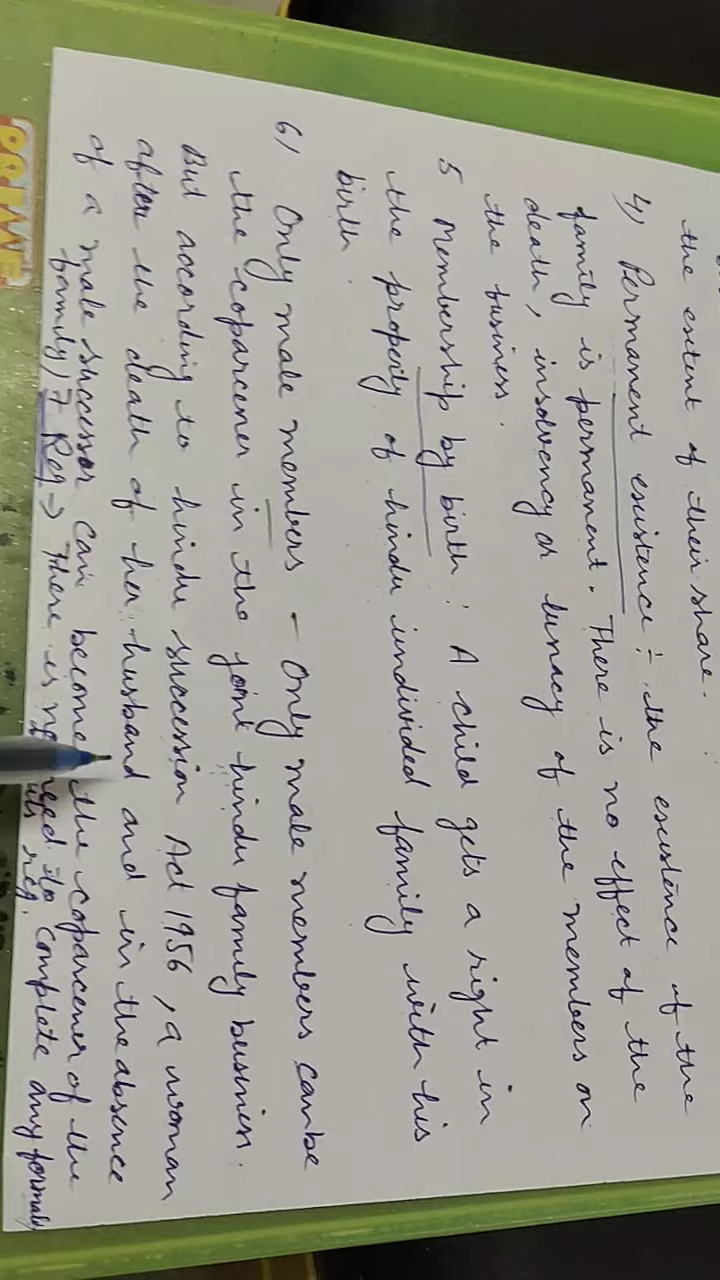 the extent of their share.
4) Permanent existence :- the existence of the
family is permanent. There is no effect of the
death, insolvency or lunacy of the members on
the business.
5 Membership by birth : A child gets a right in
the property of hindu undivided family with his
birth.
6) Only male members - Only male members can be
the coparcener in the joint hindu family business.
But according to hindu succession Act 1956, a woman
after the death of her husband and in the absence
of a male successor can become the coparcener of the
family) 7 Reg → There is no need to complete any formality
its reg.